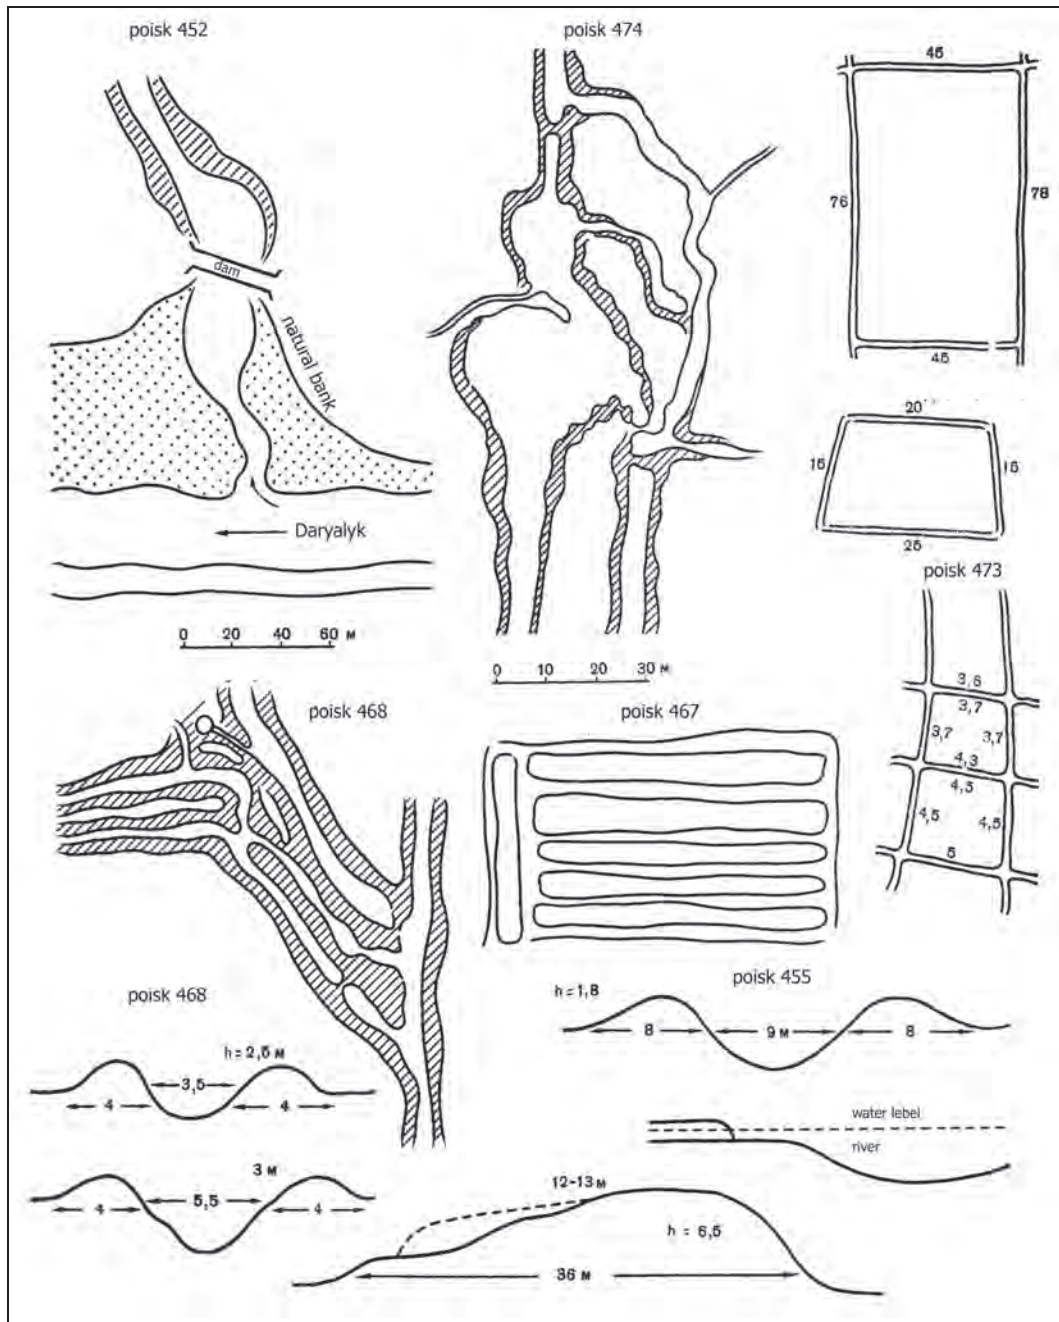 poisk 452
dam
natural bank
Daryalyk
0 20 40 60 м
poisk 474
0 10 20 30 м
45
76
78
45
20
15
15
25
poisk 473
3,6
3,7
3,7
3,7
4,3
4,3
4,5
4,5
5
poisk 468
poisk 467
poisk 468
h = 2,5 м
3,5
4
4
3 м
5,5
4
4
poisk 455
h = 1,8
8
9 м
8
water lebel
river
12-13 м
h = 6,5
36 м